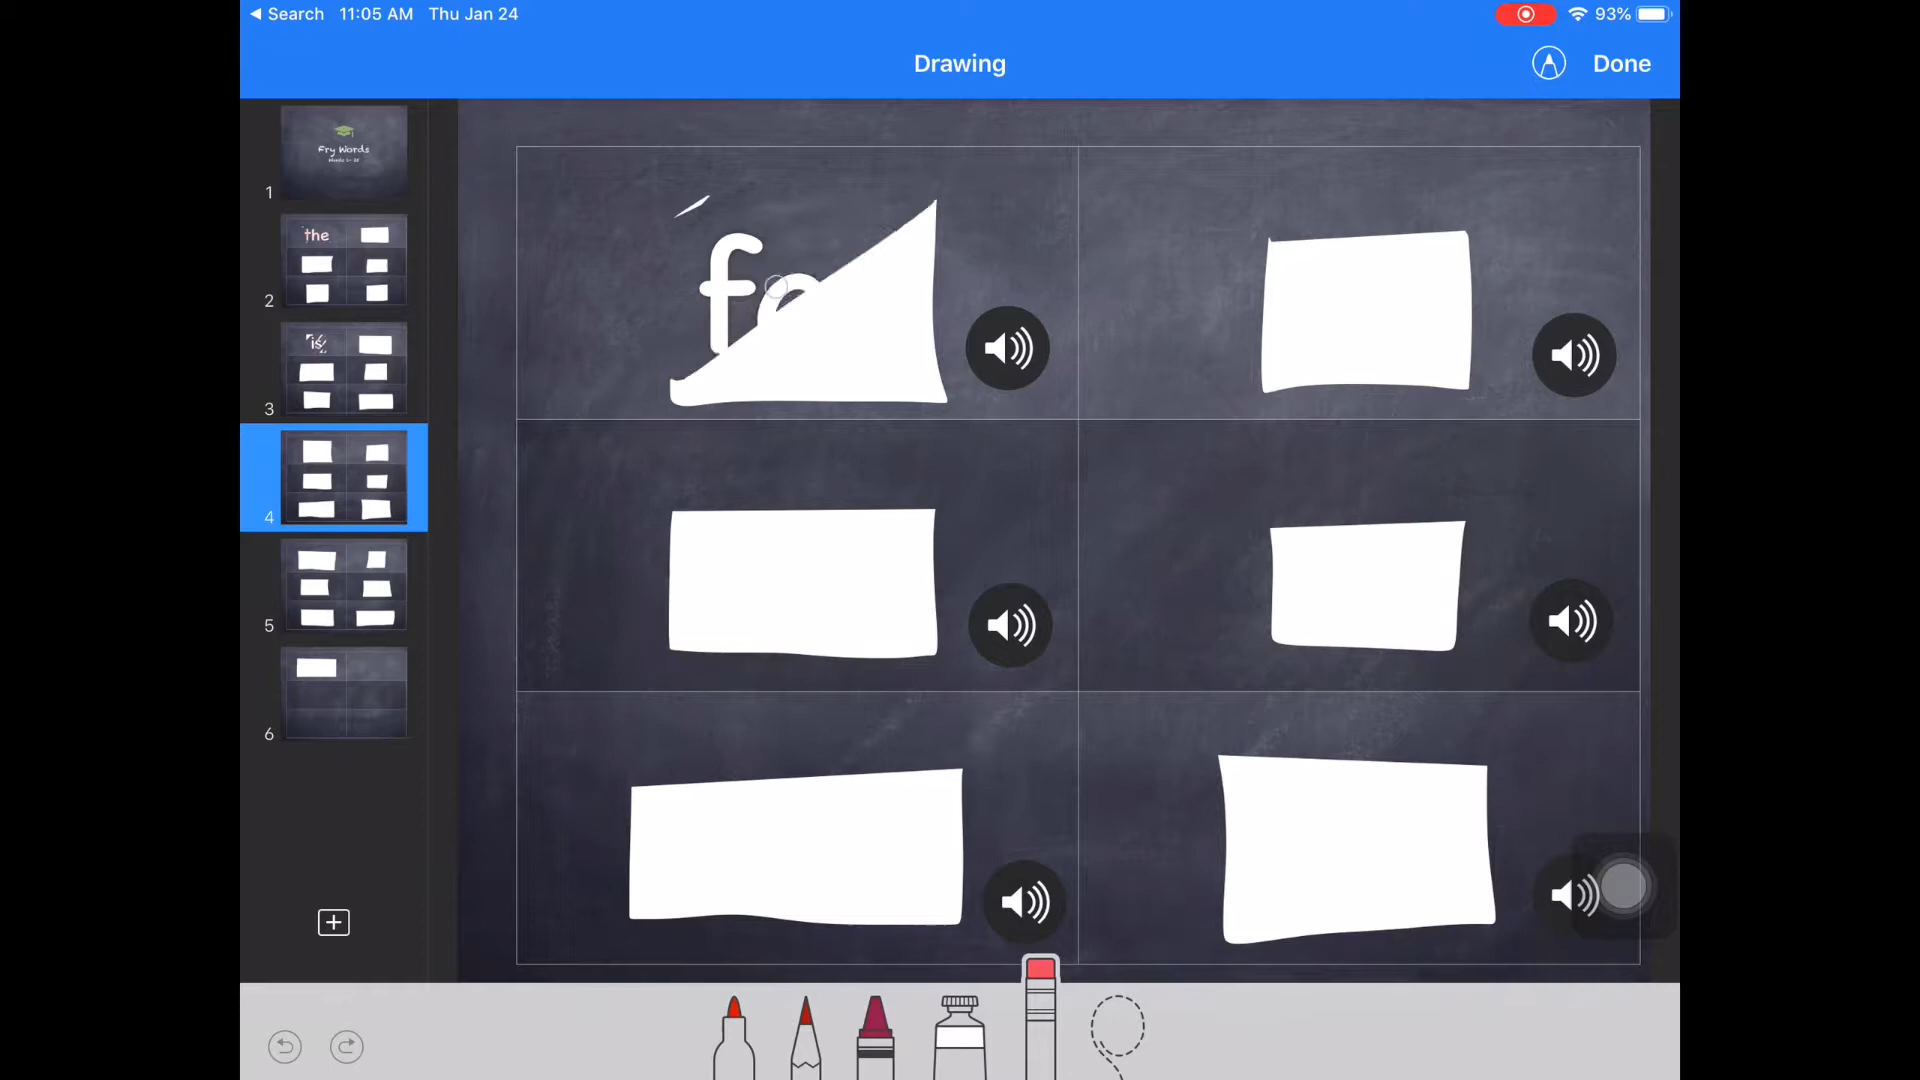 Search 11:05 AM Thu Jan 24 93%
Drawing
Done
Fry Words
1
the
2
is
3
4
5
6